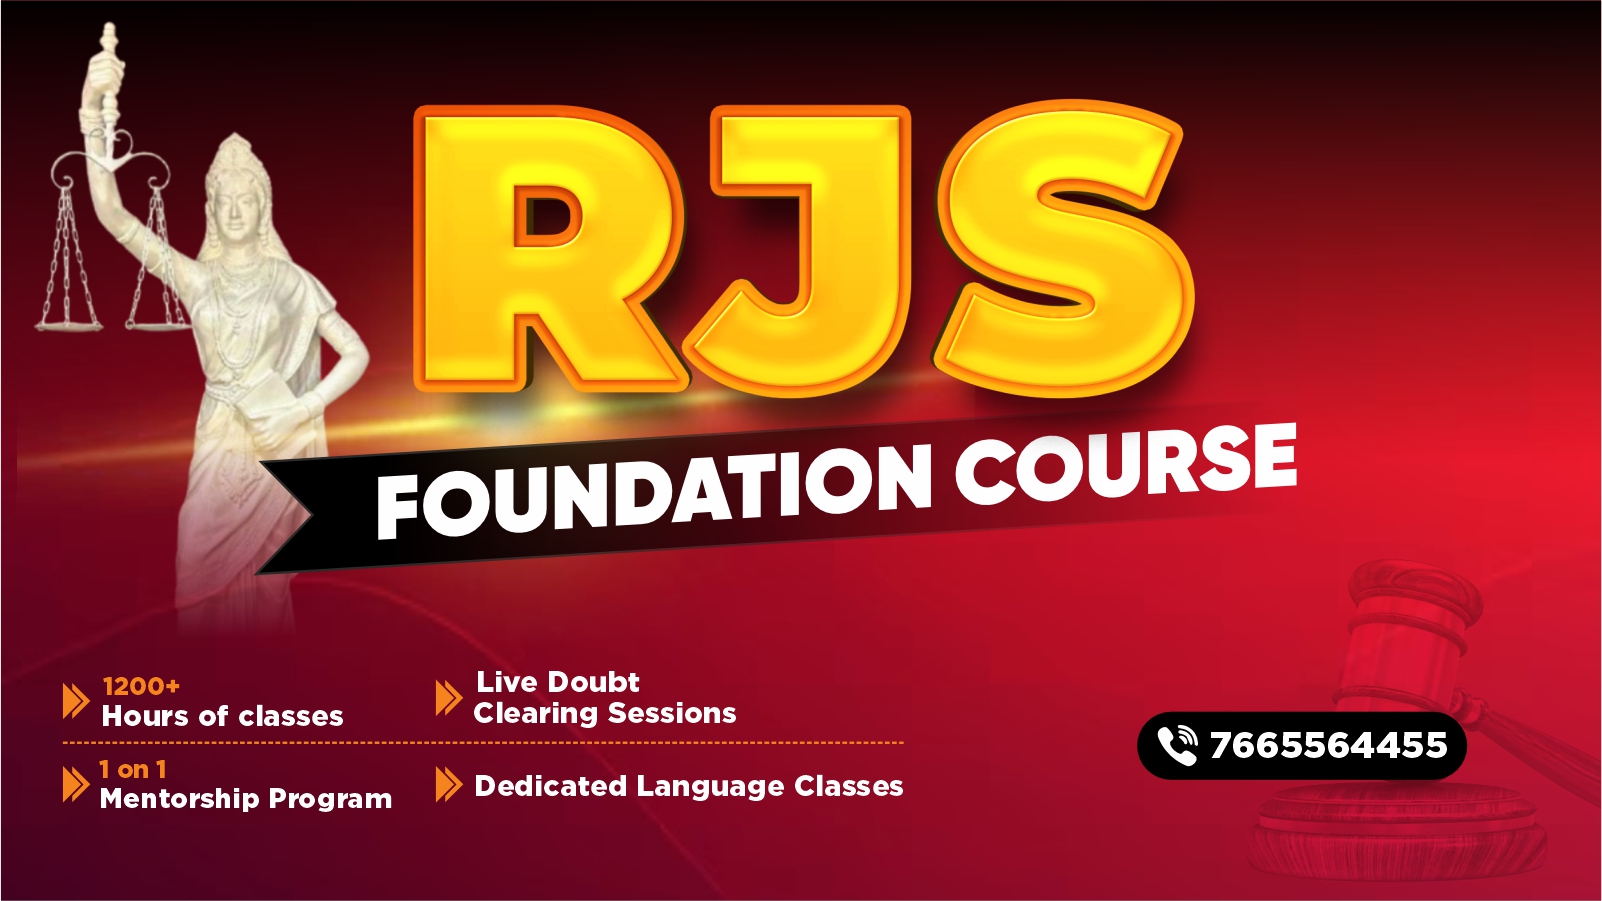 RJS
FOUNDATION COURSE
1200+
Hours of classes
Live Doubt
Clearing Sessions
1 on 1
Mentorship Program
Dedicated Language Classes
7665564455